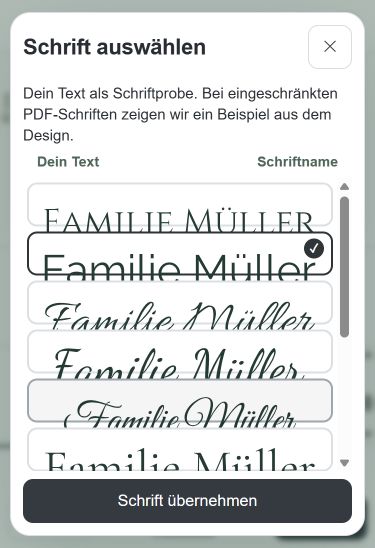 Schrift auswählen
Dein Text als Schriftprobe. Bei eingeschränkten
PDF-Schriften zeigen wir ein Beispiel aus dem
Design.
Dein Text Schriftname
Familie Müller
Familie Müller
Familie Müller
Familie Müller
Familie Müller
Familie Müller
Schrift übernehmen